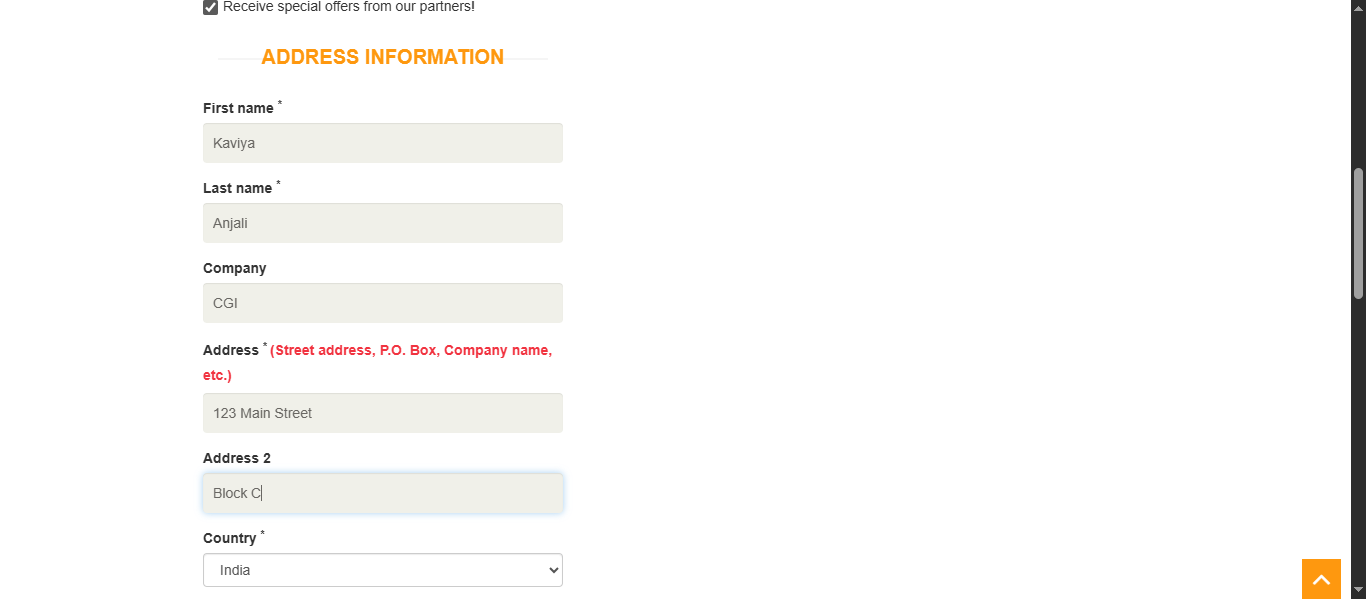 Receive special offers from our partners!
ADDRESS INFORMATION
First name *
Kaviya
Last name *
Anjali
Company
CGI
Address * (Street address, P.O. Box, Company name,
etc.)
123 Main Street
Address 2
Block C
Country *
India